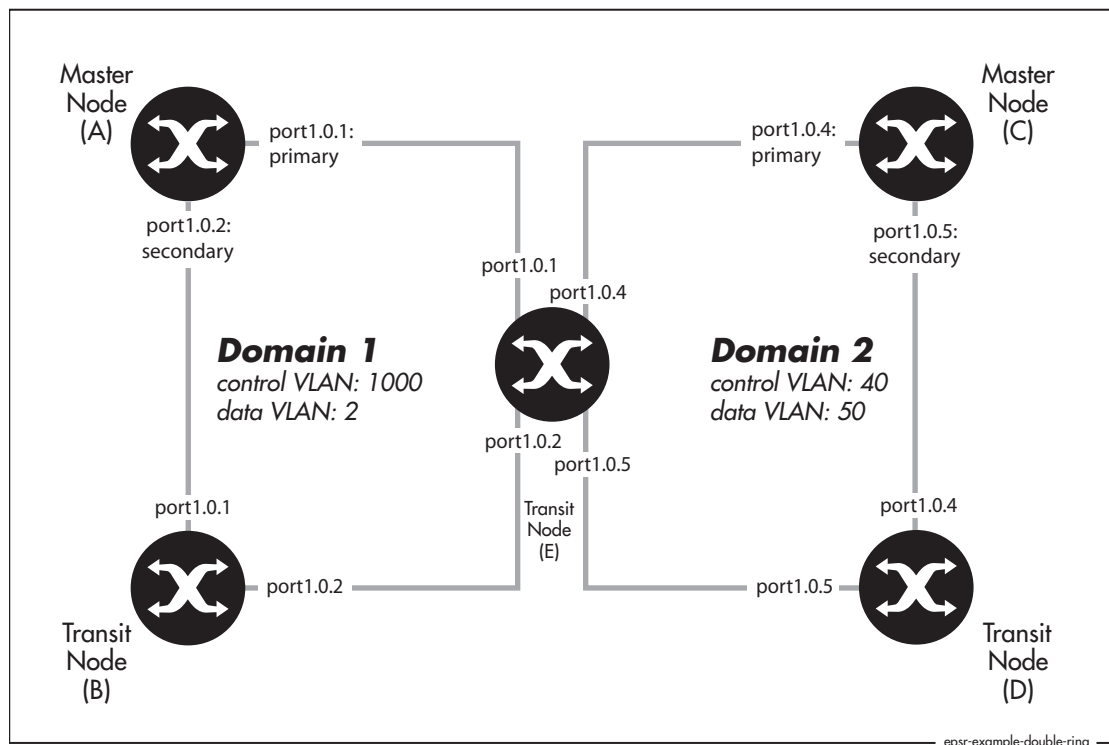 Master
Node
(A)
port1.0.1:
primary
port1.0.4:
primary
Master
Node
(C)
port1.0.2:
secondary
port1.0.5:
secondary
port1.0.1
port1.0.4
Domain 1
control VLAN: 1000
data VLAN: 2
Domain 2
control VLAN: 40
data VLAN: 50
port1.0.2
port1.0.5
port1.0.1
Transit
Node
(E)
port1.0.4
port1.0.2
port1.0.5
Transit
Node
(B)
Transit
Node
(D)
epsr-example-double-ring